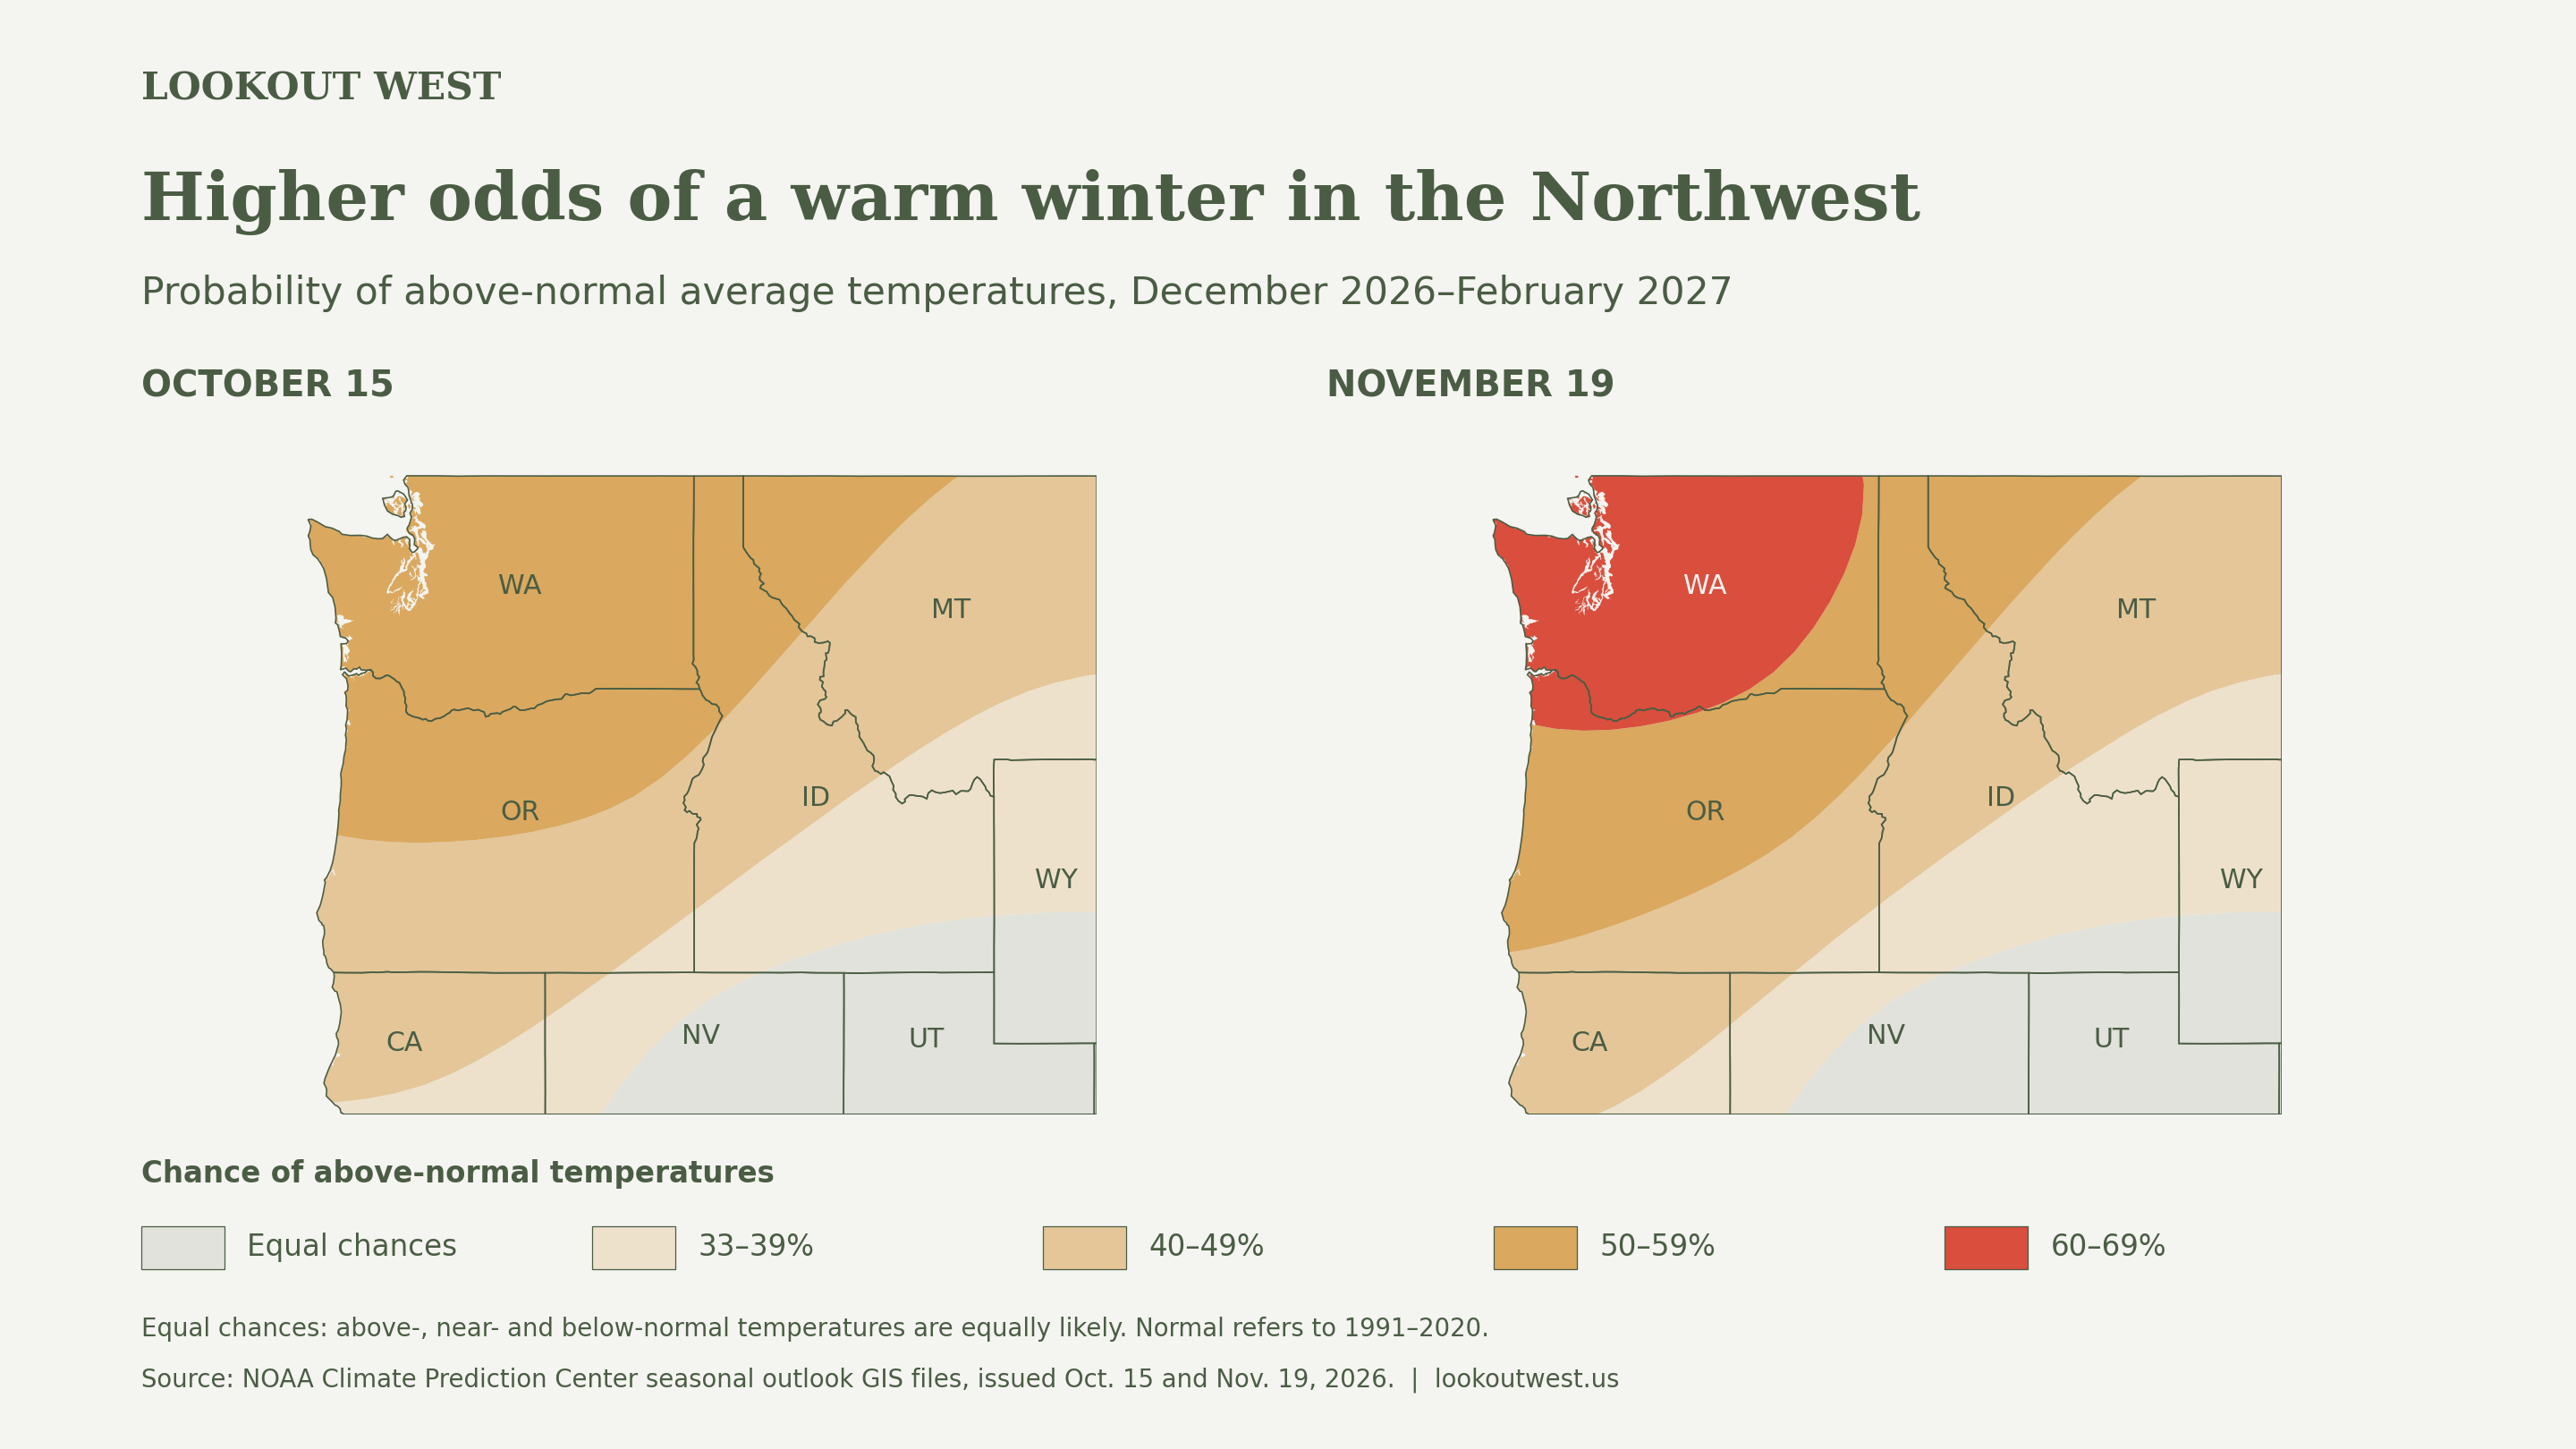 LOOKOUT WEST
Higher odds of a warm winter in the Northwest
Probability of above-normal average temperatures, December 2026–February 2027
OCTOBER 15
WA
MT
ID
OR
WY
NV
UT
CA
NOVEMBER 19
WA
MT
ID
OR
WY
NV
UT
CA
Chance of above-normal temperatures
Equal chances
33–39%
40–49%
50–59%
60–69%
Equal chances: above-, near- and below-normal temperatures are equally likely. Normal refers to 1991–2020.
Source: NOAA Climate Prediction Center seasonal outlook GIS files, issued Oct. 15 and Nov. 19, 2026. | lookoutwest.us